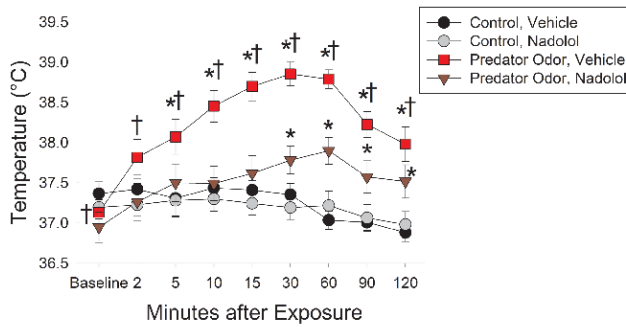 39.5
39.0
38.5
38.0
37.5
37.0
36.5
Temperature (°C)
†
†
*†
*†
*†
*†
*†
*†
*†
*
*
*
*
Baseline 2 5 10 15 30 60 90 120
Minutes after Exposure
Control, Vehicle
Control, Nadolol
Predator Odor, Vehicle
Predator Odor, Nadolol